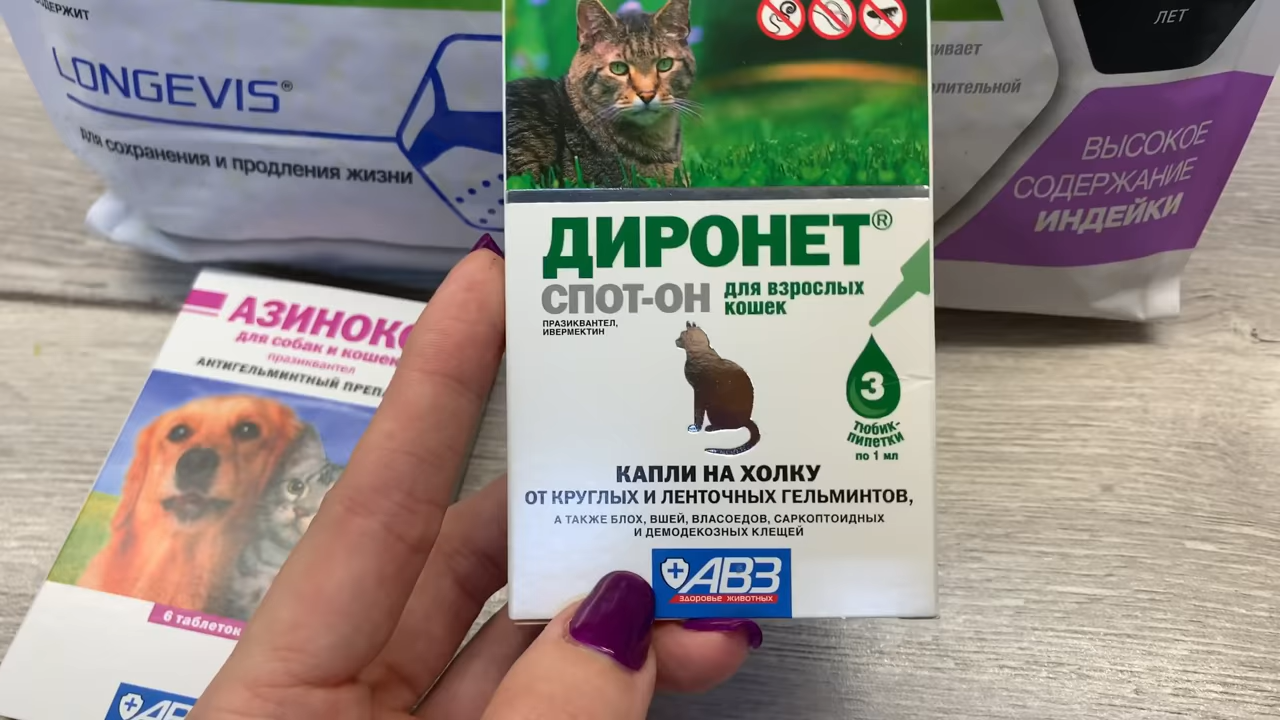 СОДЕРЖИТ
LONGEVIS®
для сохранения и продления жизни
ЛЕТ
ВЫСОКОЕ
СОДЕРЖАНИЕ
ИНДЕЙКИ
ДИРОНЕТ®
СПОТ-ОН
для взрослых
кошек
ПРАЗИКВАНТЕЛ,
ИВЕРМЕКТИН
3
ТЮБИК-
ПИПЕТКИ
по 1 мл
КАПЛИ НА ХОЛКУ
ОТ КРУГЛЫХ И ЛЕНТОЧНЫХ ГЕЛЬМИНТОВ,
А ТАКЖЕ БЛОХ, ВШЕЙ, ВЛАСОЕДОВ, САРКОПТОИДНЫХ
И ДЕМОДЕКОЗНЫХ КЛЕЩЕЙ
АВЗ
здоровье животных
АЗИНОКС
для собак и кошек
празиквантел
АНТИГЕЛЬМИНТНЫЙ
6 таблеток